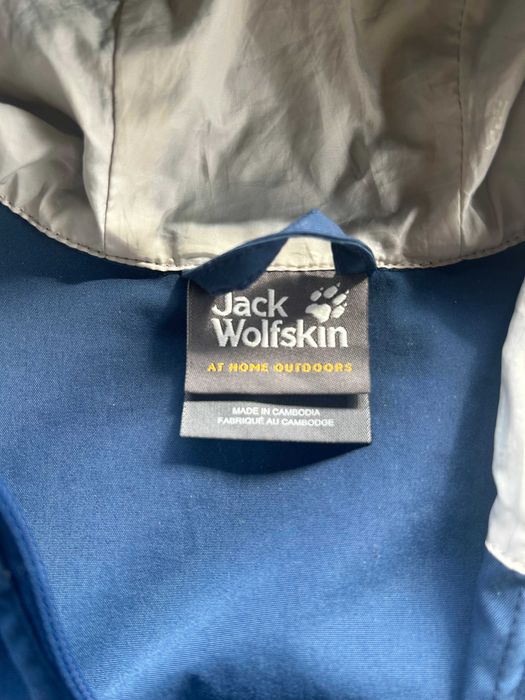 Jack
Wolfskin
AT HOME OUTDOORS
MADE IN CAMBODIA
FABRIQUÉ AU CAMBODGE